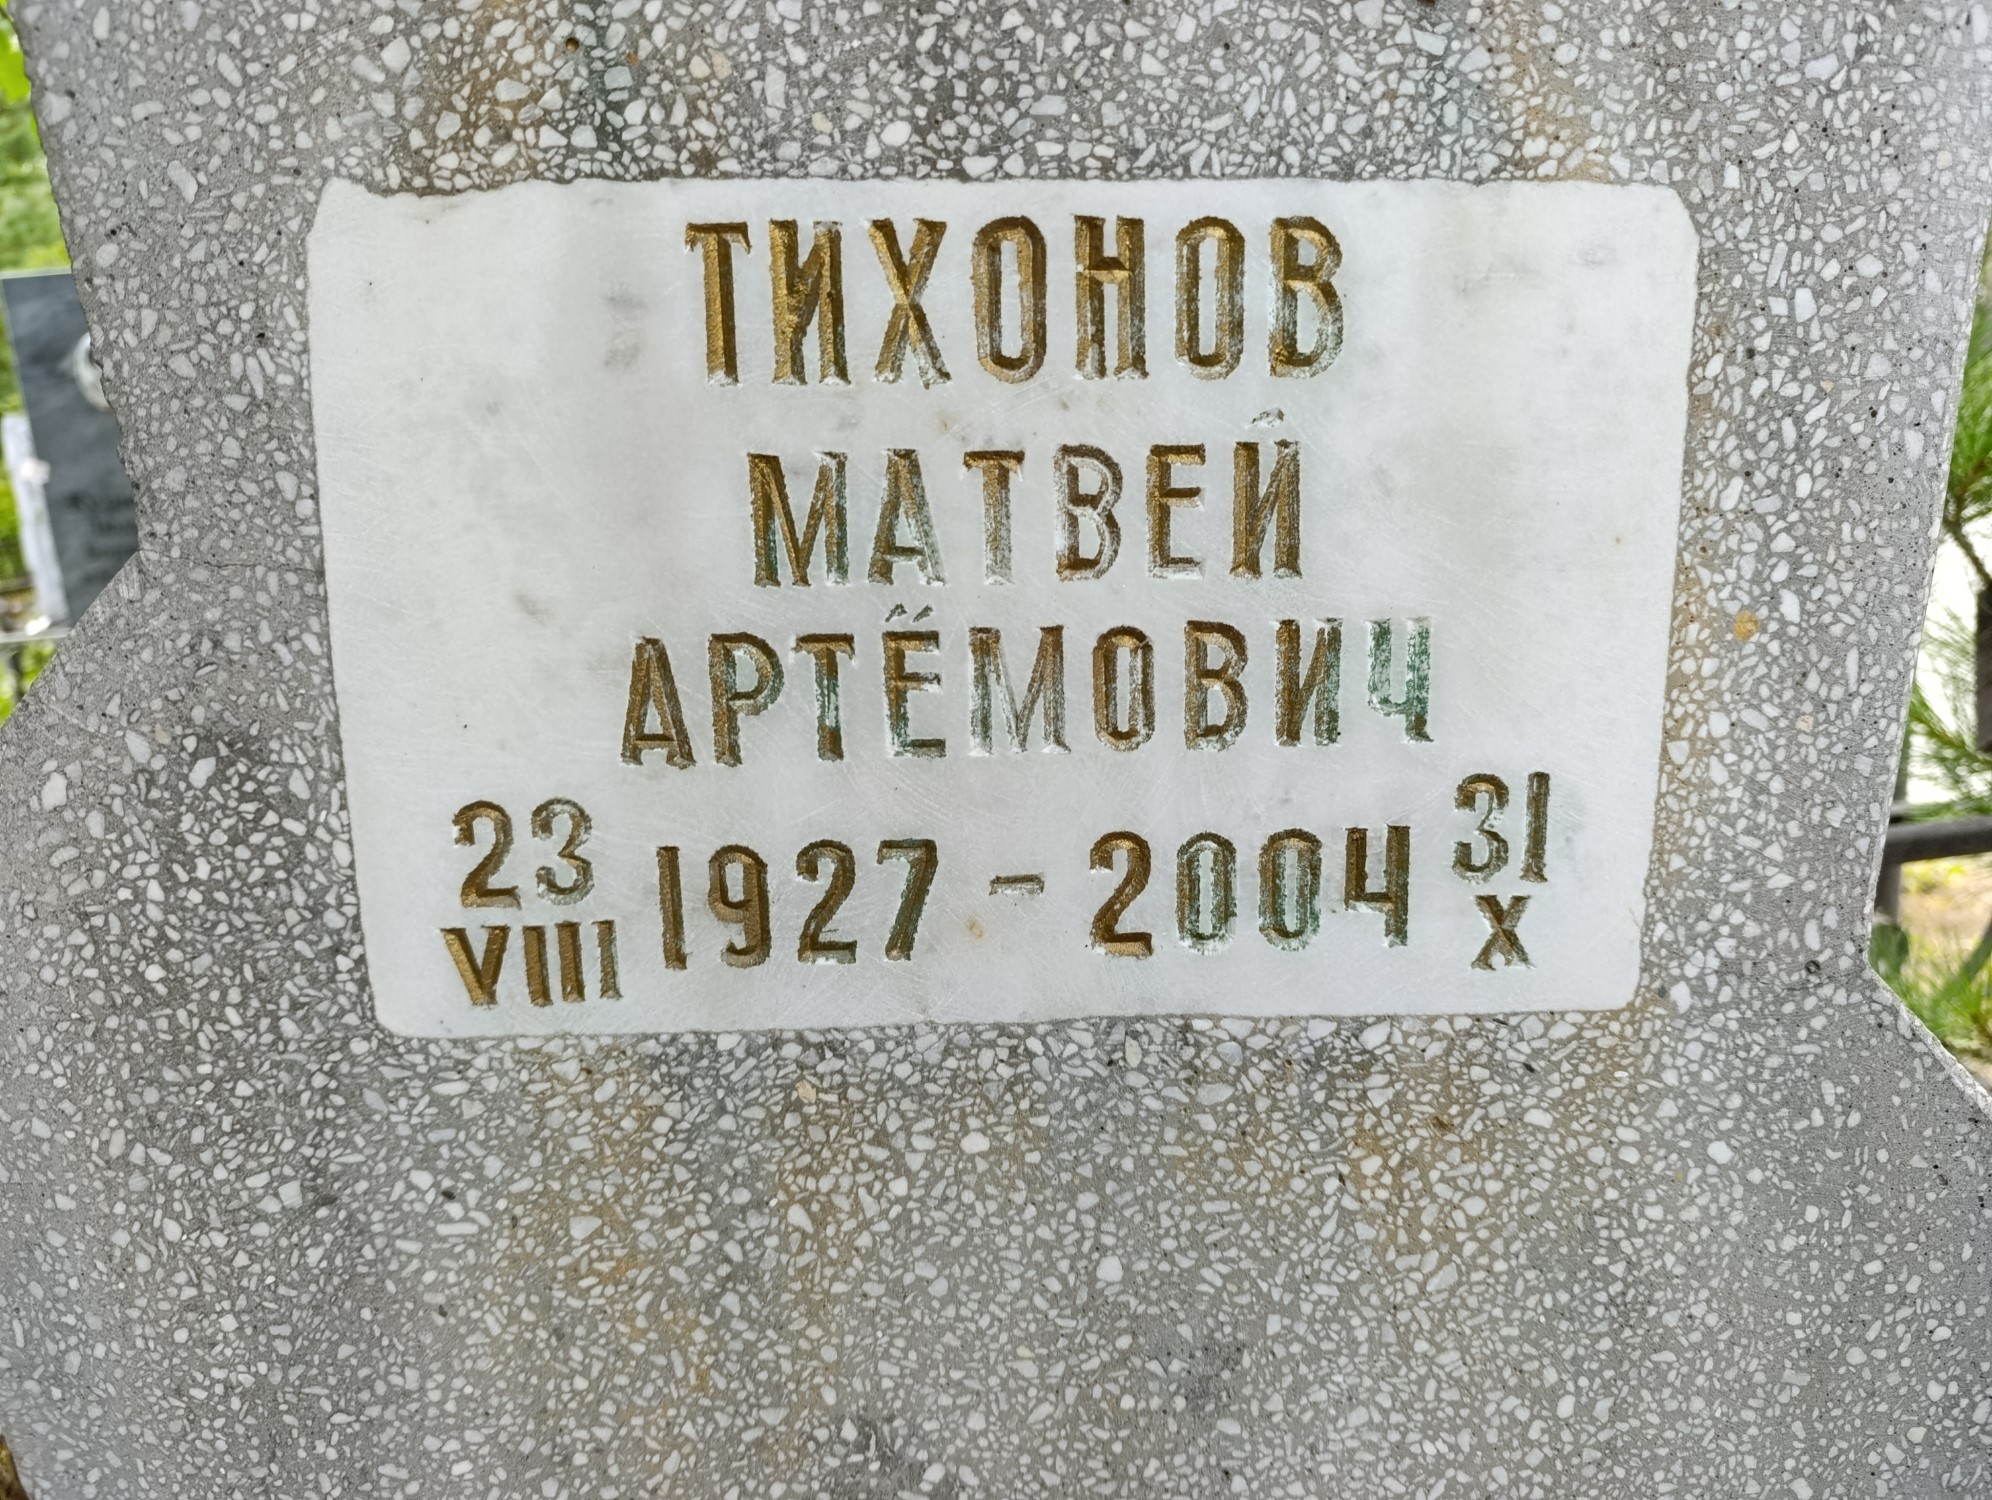 ТИХОНОВ
МАТВЕЙ
АРТЁМОВИЧ
23 VIII 1927 - 2004 31 X